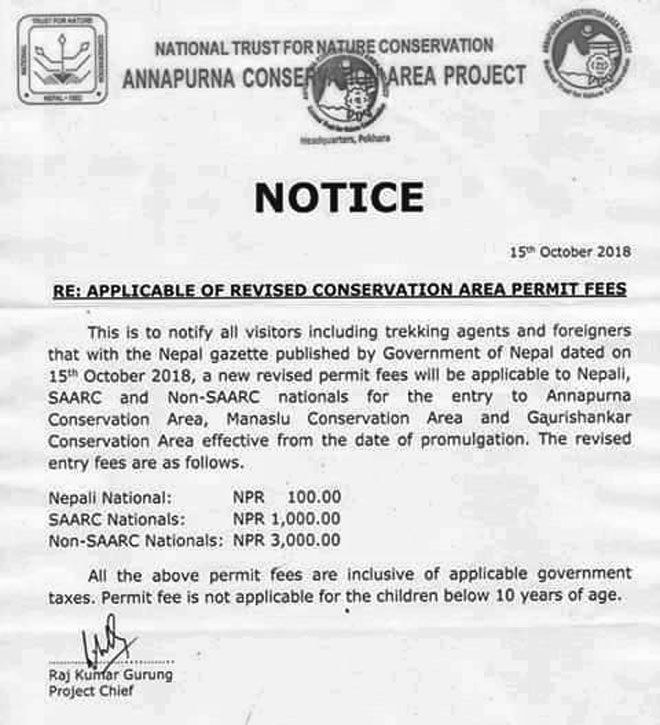 TRUST FOR NATURE
NATIONAL
CONSERVATION
NEPAL-1982
ANNAPURNA CONSERVATION AREA PROJECT
NATIONAL TRUST FOR NATURE CONSERVATION
ANNAPURNA CONSERVATION AREA PROJECT
Headquarters, Pokhara
NOTICE
15th October 2018
RE: APPLICABLE OF REVISED CONSERVATION AREA PERMIT FEES
This is to notify all visitors including trekking agents and foreigners
that with the Nepal gazette published by Government of Nepal dated on
15th October 2018, a new revised permit fees will be applicable to Nepali,
SAARC and Non-SAARC nationals for the entry to Annapurna
Conservation Area, Manaslu Conservation Area and Gaurishankar
Conservation Area effective from the date of promulgation. The revised
entry fees are as follows.
Nepali National: NPR 100.00
SAARC Nationals: NPR 1,000.00
Non-SAARC Nationals: NPR 3,000.00
All the above permit fees are inclusive of applicable government
taxes. Permit fee is not applicable for the children below 10 years of age.
Raj Kumar Gurung
Project Chief